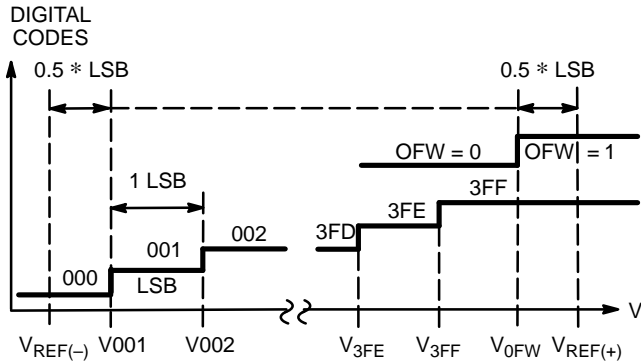 DIGITAL
CODES
0.5 * LSB
0.5 * LSB
OFW = 0
OFW = 1
1 LSB
3FF
3FE
3FD
002
001
000
LSB
V
VREF(–)
V001
V002
V3FE
V3FF
V0FW
VREF(+)